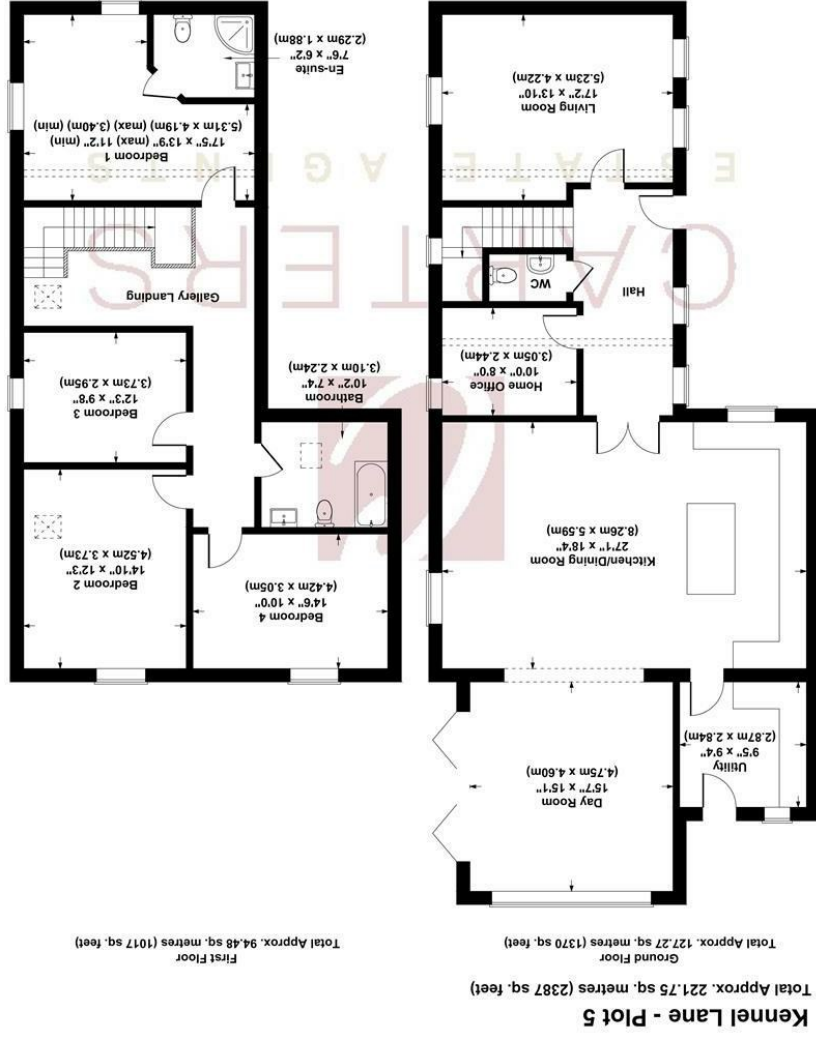 Kennel Lane - Plot 5
Total Approx. 221.75 sq. metres (2387 sq. feet)
Ground Floor
Total Approx. 127.27 sq. metres (1370 sq. feet)
Day Room
15'7" x 15'1"
(4.75m x 4.60m)
Utility
9'5" x 9'4"
(2.87m x 2.84m)
Kitchen/Dining Room
27'1" x 18'4"
(8.26m x 5.59m)
Home Office
10'0" x 8'0"
(3.05m x 2.44m)
Hall
WC
Living Room
17'2" x 13'10"
(5.23m x 4.22m)
First Floor
Total Approx. 94.48 sq. metres (1017 sq. feet)
Bedroom 4
14'6" x 10'0"
(4.42m x 3.05m)
Bedroom 2
14'10" x 12'3"
(4.52m x 3.73m)
Bathroom
10'2" x 7'4"
(3.10m x 2.24m)
Bedroom 3
12'3" x 9'8"
(3.73m x 2.95m)
Gallery Landing
Bedroom 1
17'5" x 13'9" (max) 11'2" (min)
(5.31m x 4.19m) (max) (3.40m) (min)
En-suite
7'6" x 6'2"
(2.29m x 1.88m)
CARTERS
ESTATE AGENTS